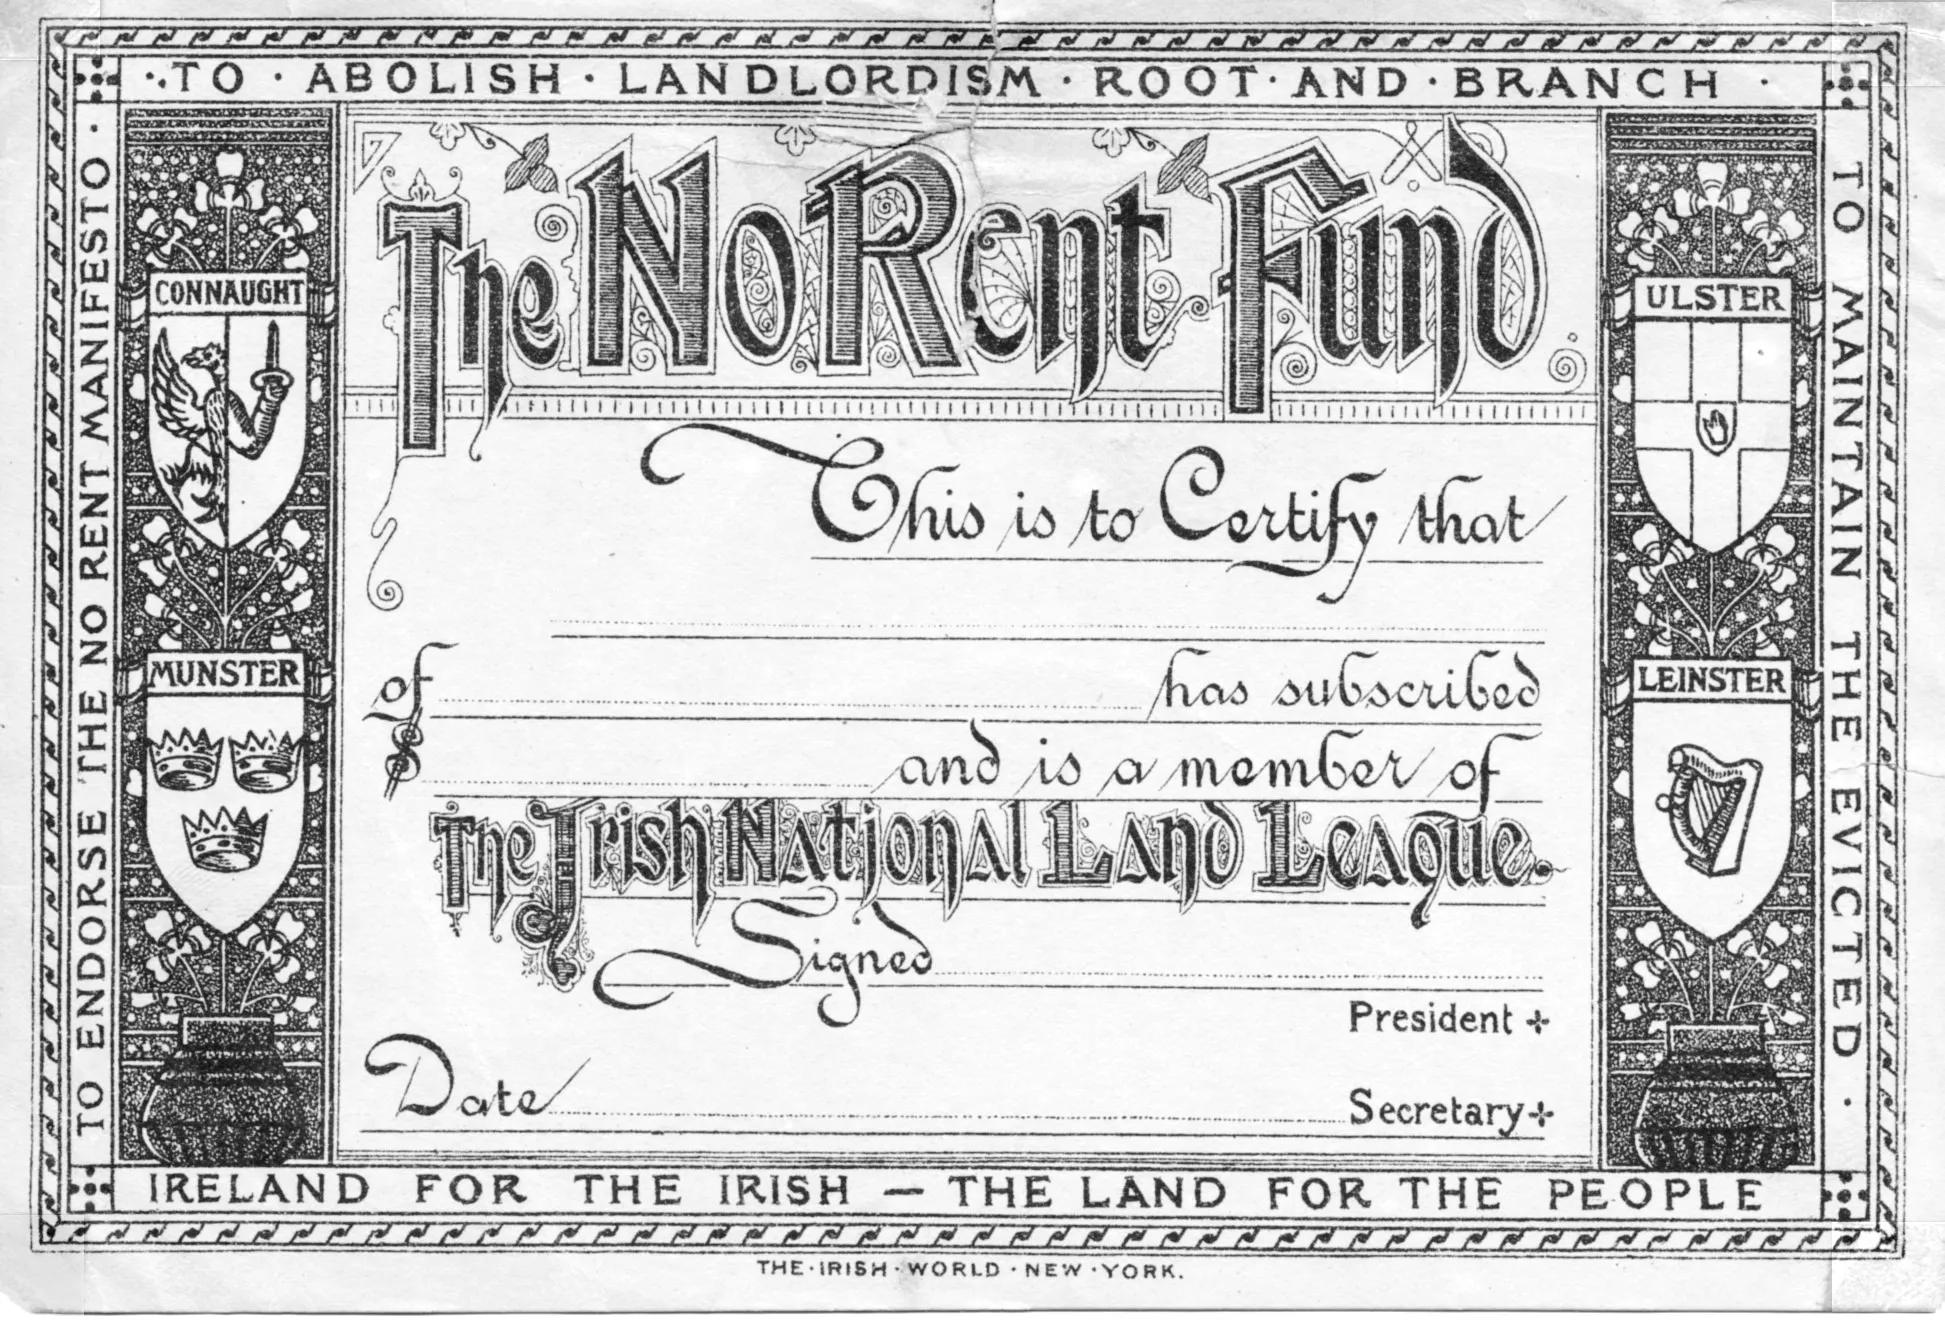 · TO · ABOLISH · LANDLORDISM · ROOT · AND · BRANCH ·
TO ENDORSE THE NO RENT MANIFESTO ·
TO MAINTAIN THE EVICTED ·
CONNAUGHT
MUNSTER
ULSTER
LEINSTER
The No Rent Fund
This is to Certify that
of has subscribed
$ and is a member of
The Irish National Land League.
Signed
President
Date Secretary
IRELAND FOR THE IRISH — THE LAND FOR THE PEOPLE
THE · IRISH · WORLD · NEW · YORK.